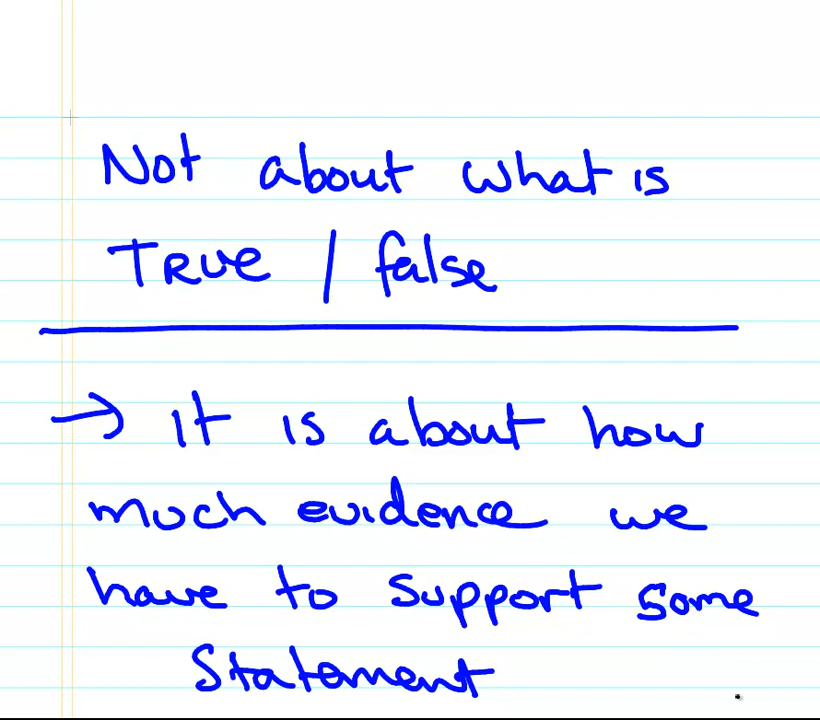 Not about what is
TRUE / false
→ it is about how
much evidence we
have to support some
Statement